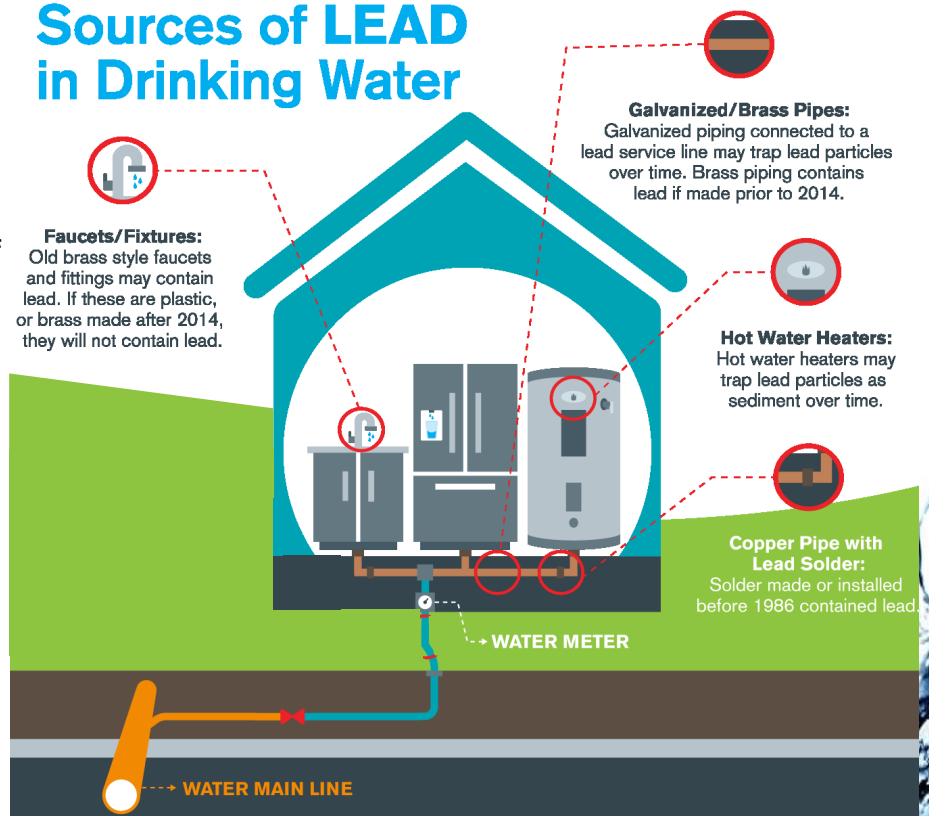 Sources of LEAD
in Drinking Water
Galvanized/Brass Pipes:
Galvanized piping connected to a
lead service line may trap lead particles
over time. Brass piping contains
lead if made prior to 2014.
Faucets/Fixtures:
Old brass style faucets
and fittings may contain
lead. If these are plastic,
or brass made after 2014,
they will not contain lead.
Hot Water Heaters:
Hot water heaters may
trap lead particles as
sediment over time.
Copper Pipe with
Lead Solder:
Solder made or installed
before 1986 contained lead.
WATER METER
WATER MAIN LINE